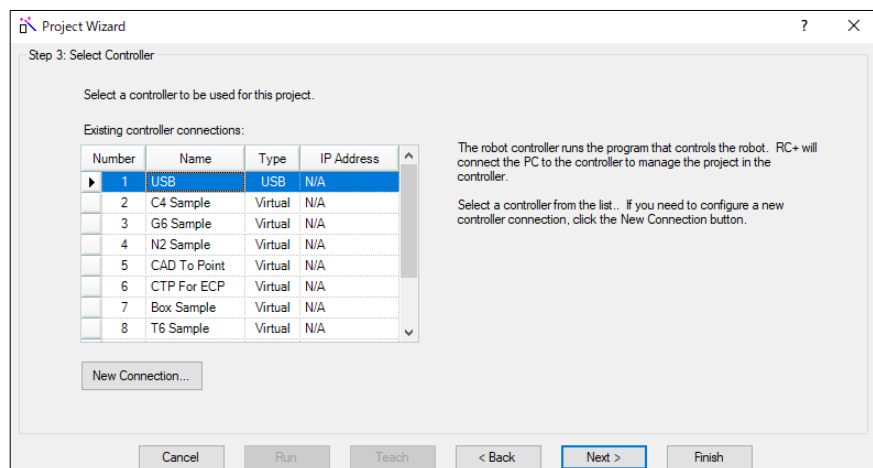 Project Wizard ? X
Step 3: Select Controller
Select a controller to be used for this project.
Existing controller connections:
Number Name Type IP Address
1 USB USB N/A
2 C4 Sample Virtual N/A
3 G6 Sample Virtual N/A
4 N2 Sample Virtual N/A
5 CAD To Point Virtual N/A
6 CTP For ECP Virtual N/A
7 Box Sample Virtual N/A
8 T6 Sample Virtual N/A
The robot controller runs the program that controls the robot. RC+ will
connect the PC to the controller to manage the project in the
controller.
Select a controller from the list.. If you need to configure a new
controller connection, click the New Connection button.
New Connection...
Cancel Run Teach < Back Next > Finish